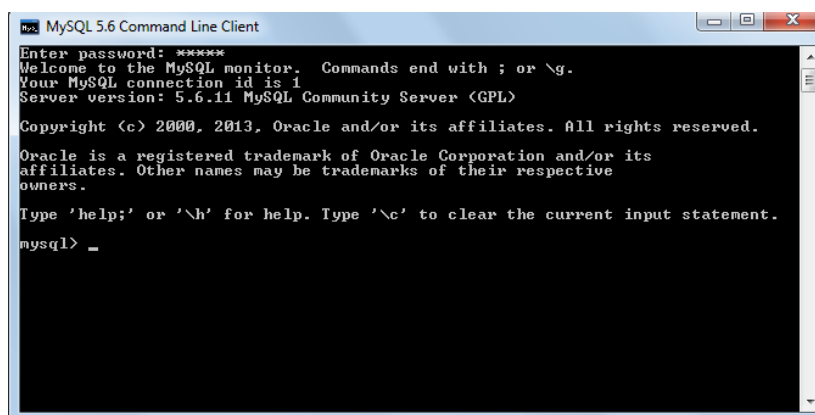 MySQL 5.6 Command Line Client
Enter password: *****
Welcome to the MySQL monitor.  Commands end with ; or \g.
Your MySQL connection id is 1
Server version: 5.6.11 MySQL Community Server (GPL)
Copyright (c) 2000, 2013, Oracle and/or its affiliates. All rights reserved.
Oracle is a registered trademark of Oracle Corporation and/or its
affiliates. Other names may be trademarks of their respective
owners.
Type 'help;' or '\h' for help. Type '\c' to clear the current input statement.
mysql> _